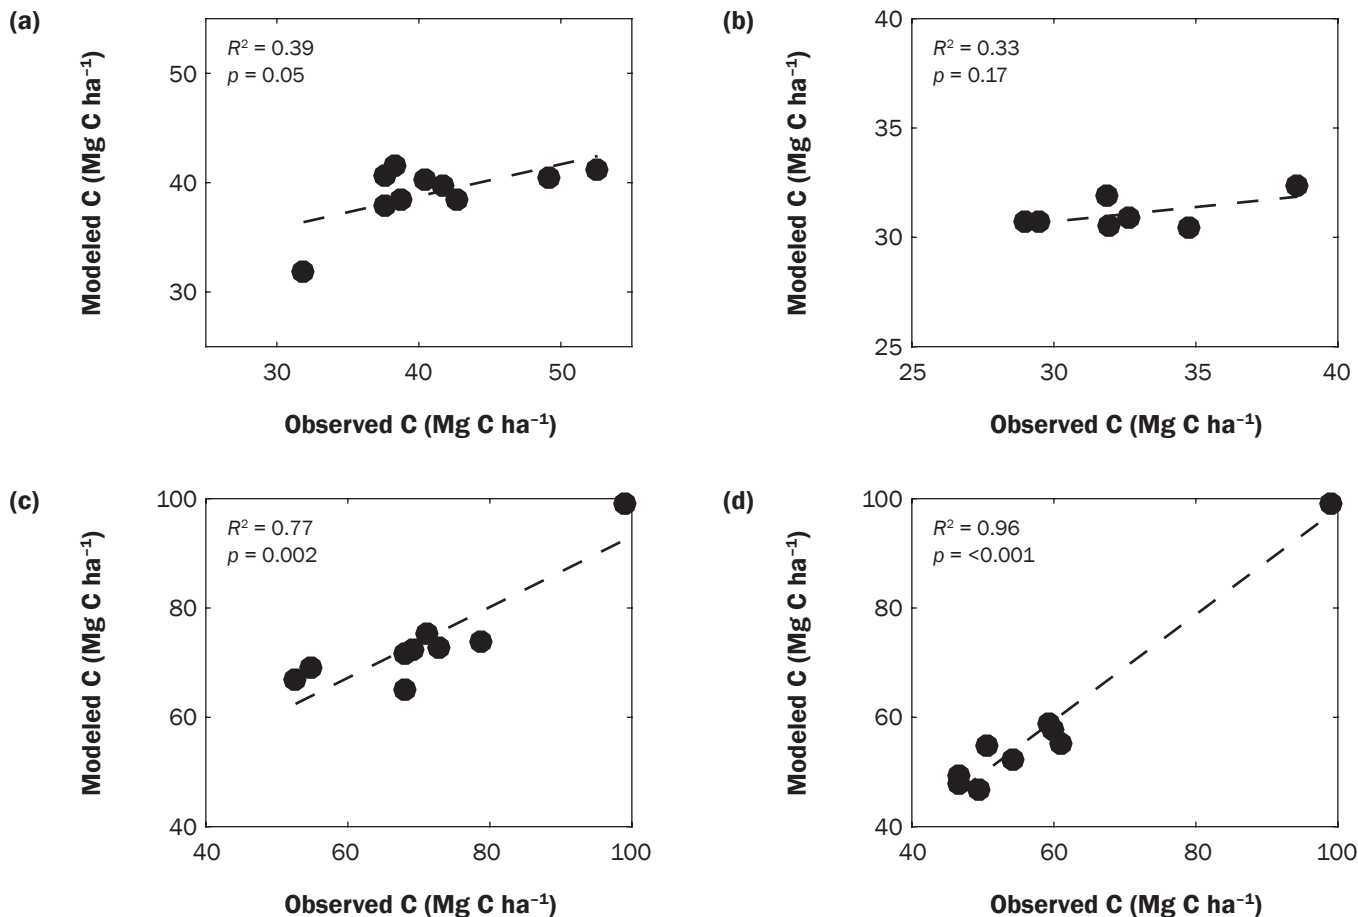 (a)
Modeled C (Mg C ha⁻¹)
R² = 0.39
p = 0.05
50
40
30
30 40 50
Observed C (Mg C ha⁻¹)
(b)
Modeled C (Mg C ha⁻¹)
R² = 0.33
p = 0.17
40
35
30
25
25 30 35 40
Observed C (Mg C ha⁻¹)
(c)
Modeled C (Mg C ha⁻¹)
R² = 0.77
p = 0.002
100
80
60
40
40 60 80 100
Observed C (Mg C ha⁻¹)
(d)
Modeled C (Mg C ha⁻¹)
R² = 0.96
p = <0.001
100
80
60
40
40 60 80 100
Observed C (Mg C ha⁻¹)